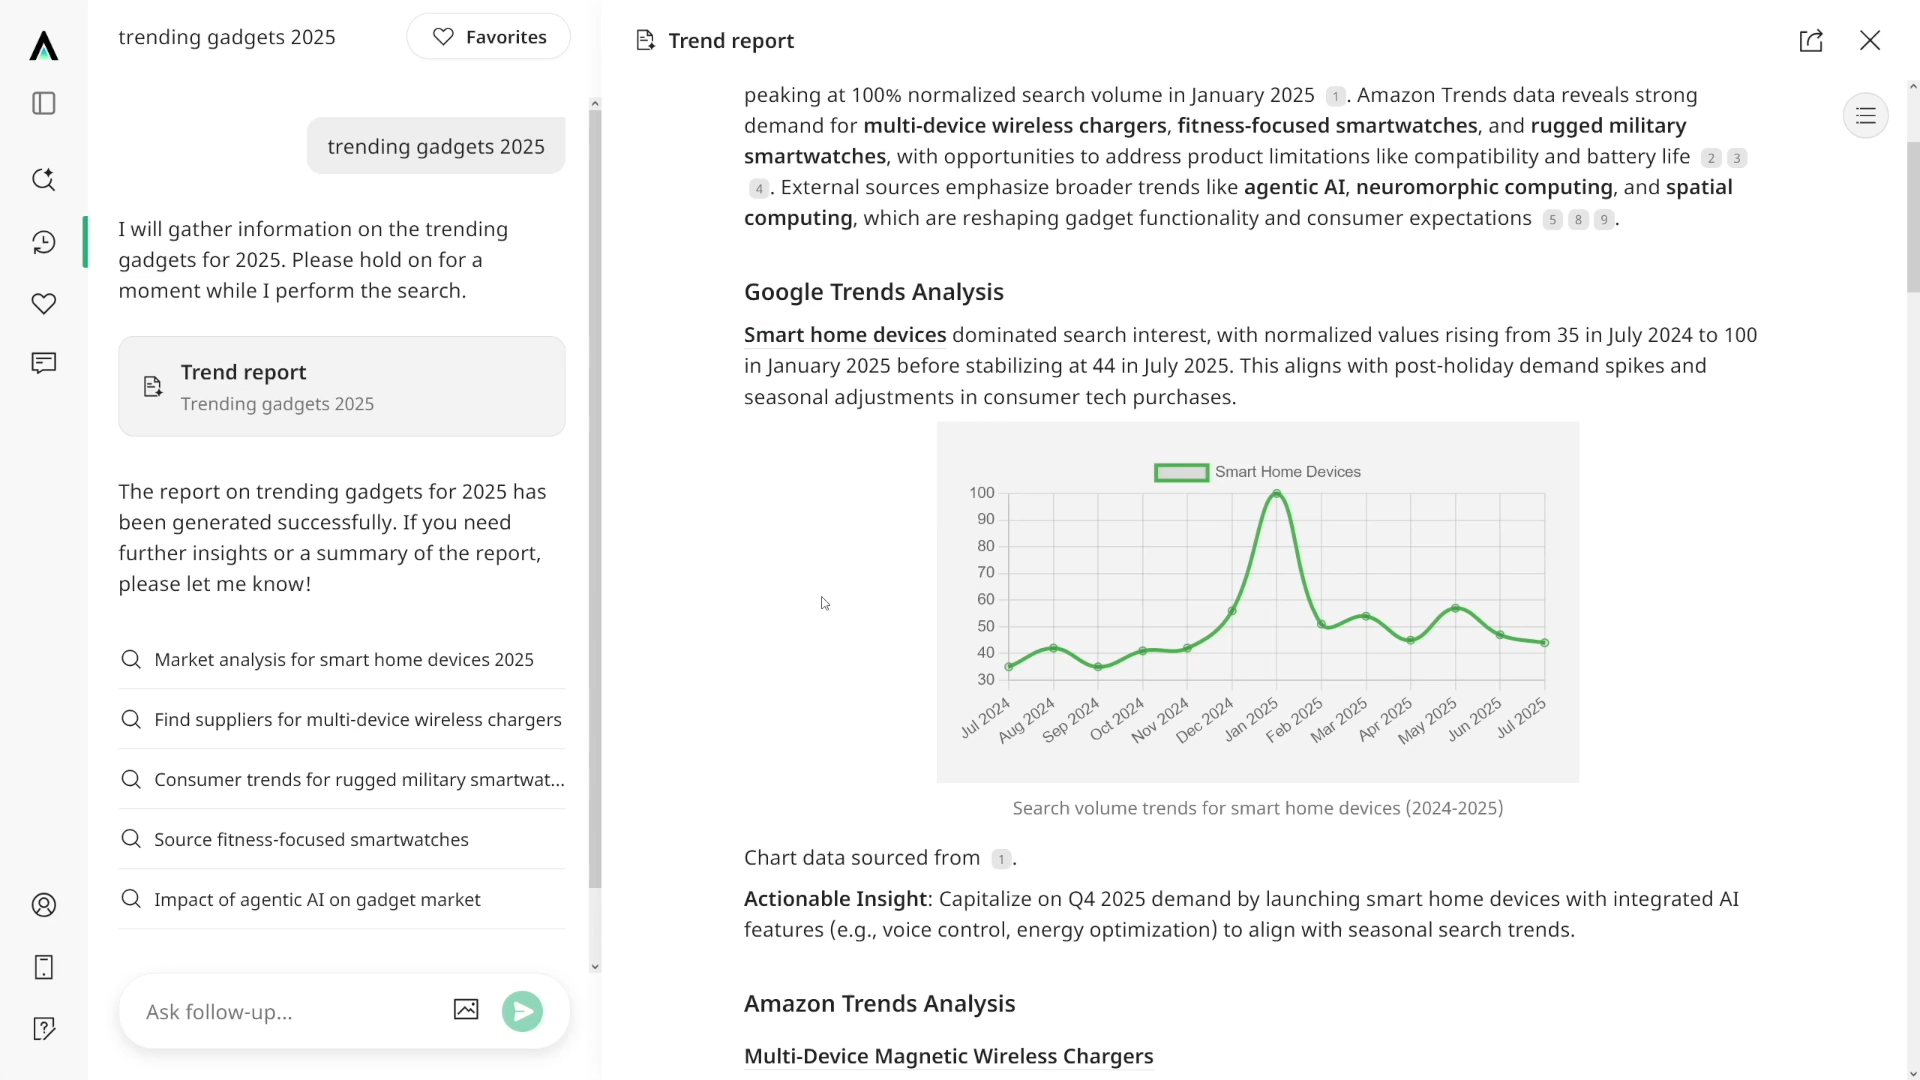 trending gadgets 2025
Favorites
trending gadgets 2025
I will gather information on the trending
gadgets for 2025. Please hold on for a
moment while I perform the search.
Trend report
Trending gadgets 2025
The report on trending gadgets for 2025 has
been generated successfully. If you need
further insights or a summary of the report,
please let me know!
Market analysis for smart home devices 2025
Find suppliers for multi-device wireless chargers
Consumer trends for rugged military smartwat...
Source fitness-focused smartwatches
Impact of agentic AI on gadget market
Ask follow-up...
Trend report
peaking at 100% normalized search volume in January 2025 1. Amazon Trends data reveals strong
demand for multi-device wireless chargers, fitness-focused smartwatches, and rugged military
smartwatches, with opportunities to address product limitations like compatibility and battery life 2 3
4. External sources emphasize broader trends like agentic AI, neuromorphic computing, and spatial
computing, which are reshaping gadget functionality and consumer expectations 5 8 9.
Google Trends Analysis
Smart home devices dominated search interest, with normalized values rising from 35 in July 2024 to 100
in January 2025 before stabilizing at 44 in July 2025. This aligns with post-holiday demand spikes and
seasonal adjustments in consumer tech purchases.
Smart Home Devices
100
90
80
70
60
50
40
30
Jul 2024
Aug 2024
Sep 2024
Oct 2024
Nov 2024
Dec 2024
Jan 2025
Feb 2025
Mar 2025
Apr 2025
May 2025
Jun 2025
Jul 2025
Search volume trends for smart home devices (2024-2025)
Chart data sourced from 1.
Actionable Insight: Capitalize on Q4 2025 demand by launching smart home devices with integrated AI
features (e.g., voice control, energy optimization) to align with seasonal search trends.
Amazon Trends Analysis
Multi-Device Magnetic Wireless Chargers